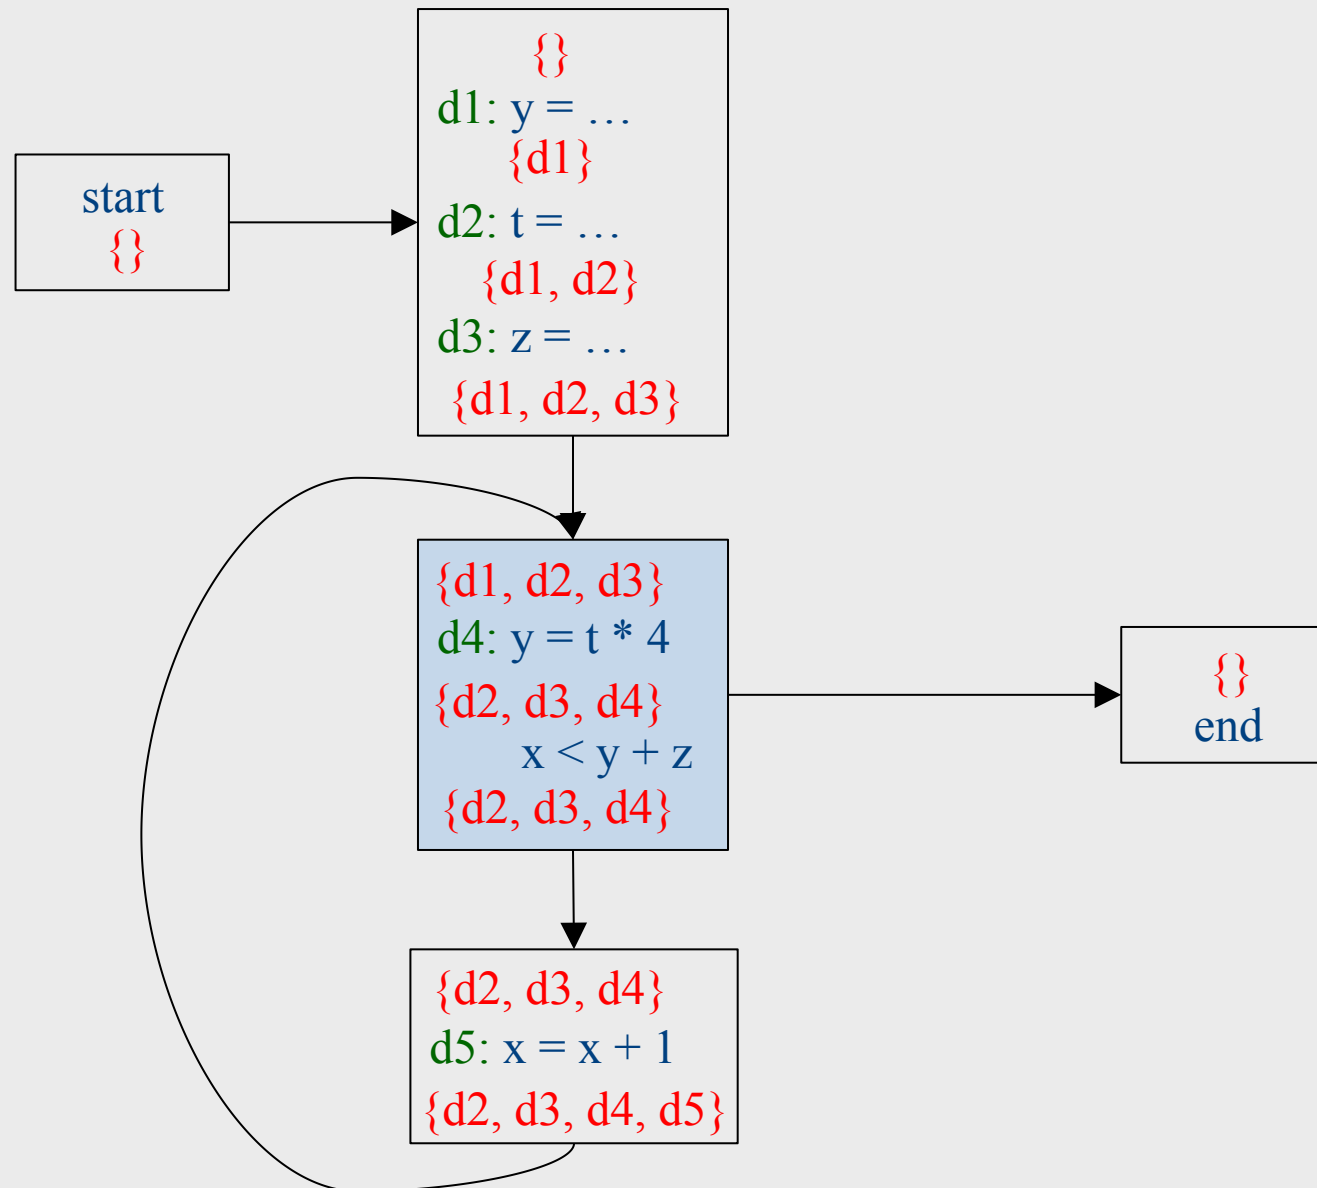 start
{}
{}
d1: y = …
{d1}
d2: t = …
{d1, d2}
d3: z = …
{d1, d2, d3}
{d1, d2, d3}
d4: y = t * 4
{d2, d3, d4}
x < y + z
{d2, d3, d4}
{}
end
{d2, d3, d4}
d5: x = x + 1
{d2, d3, d4, d5}